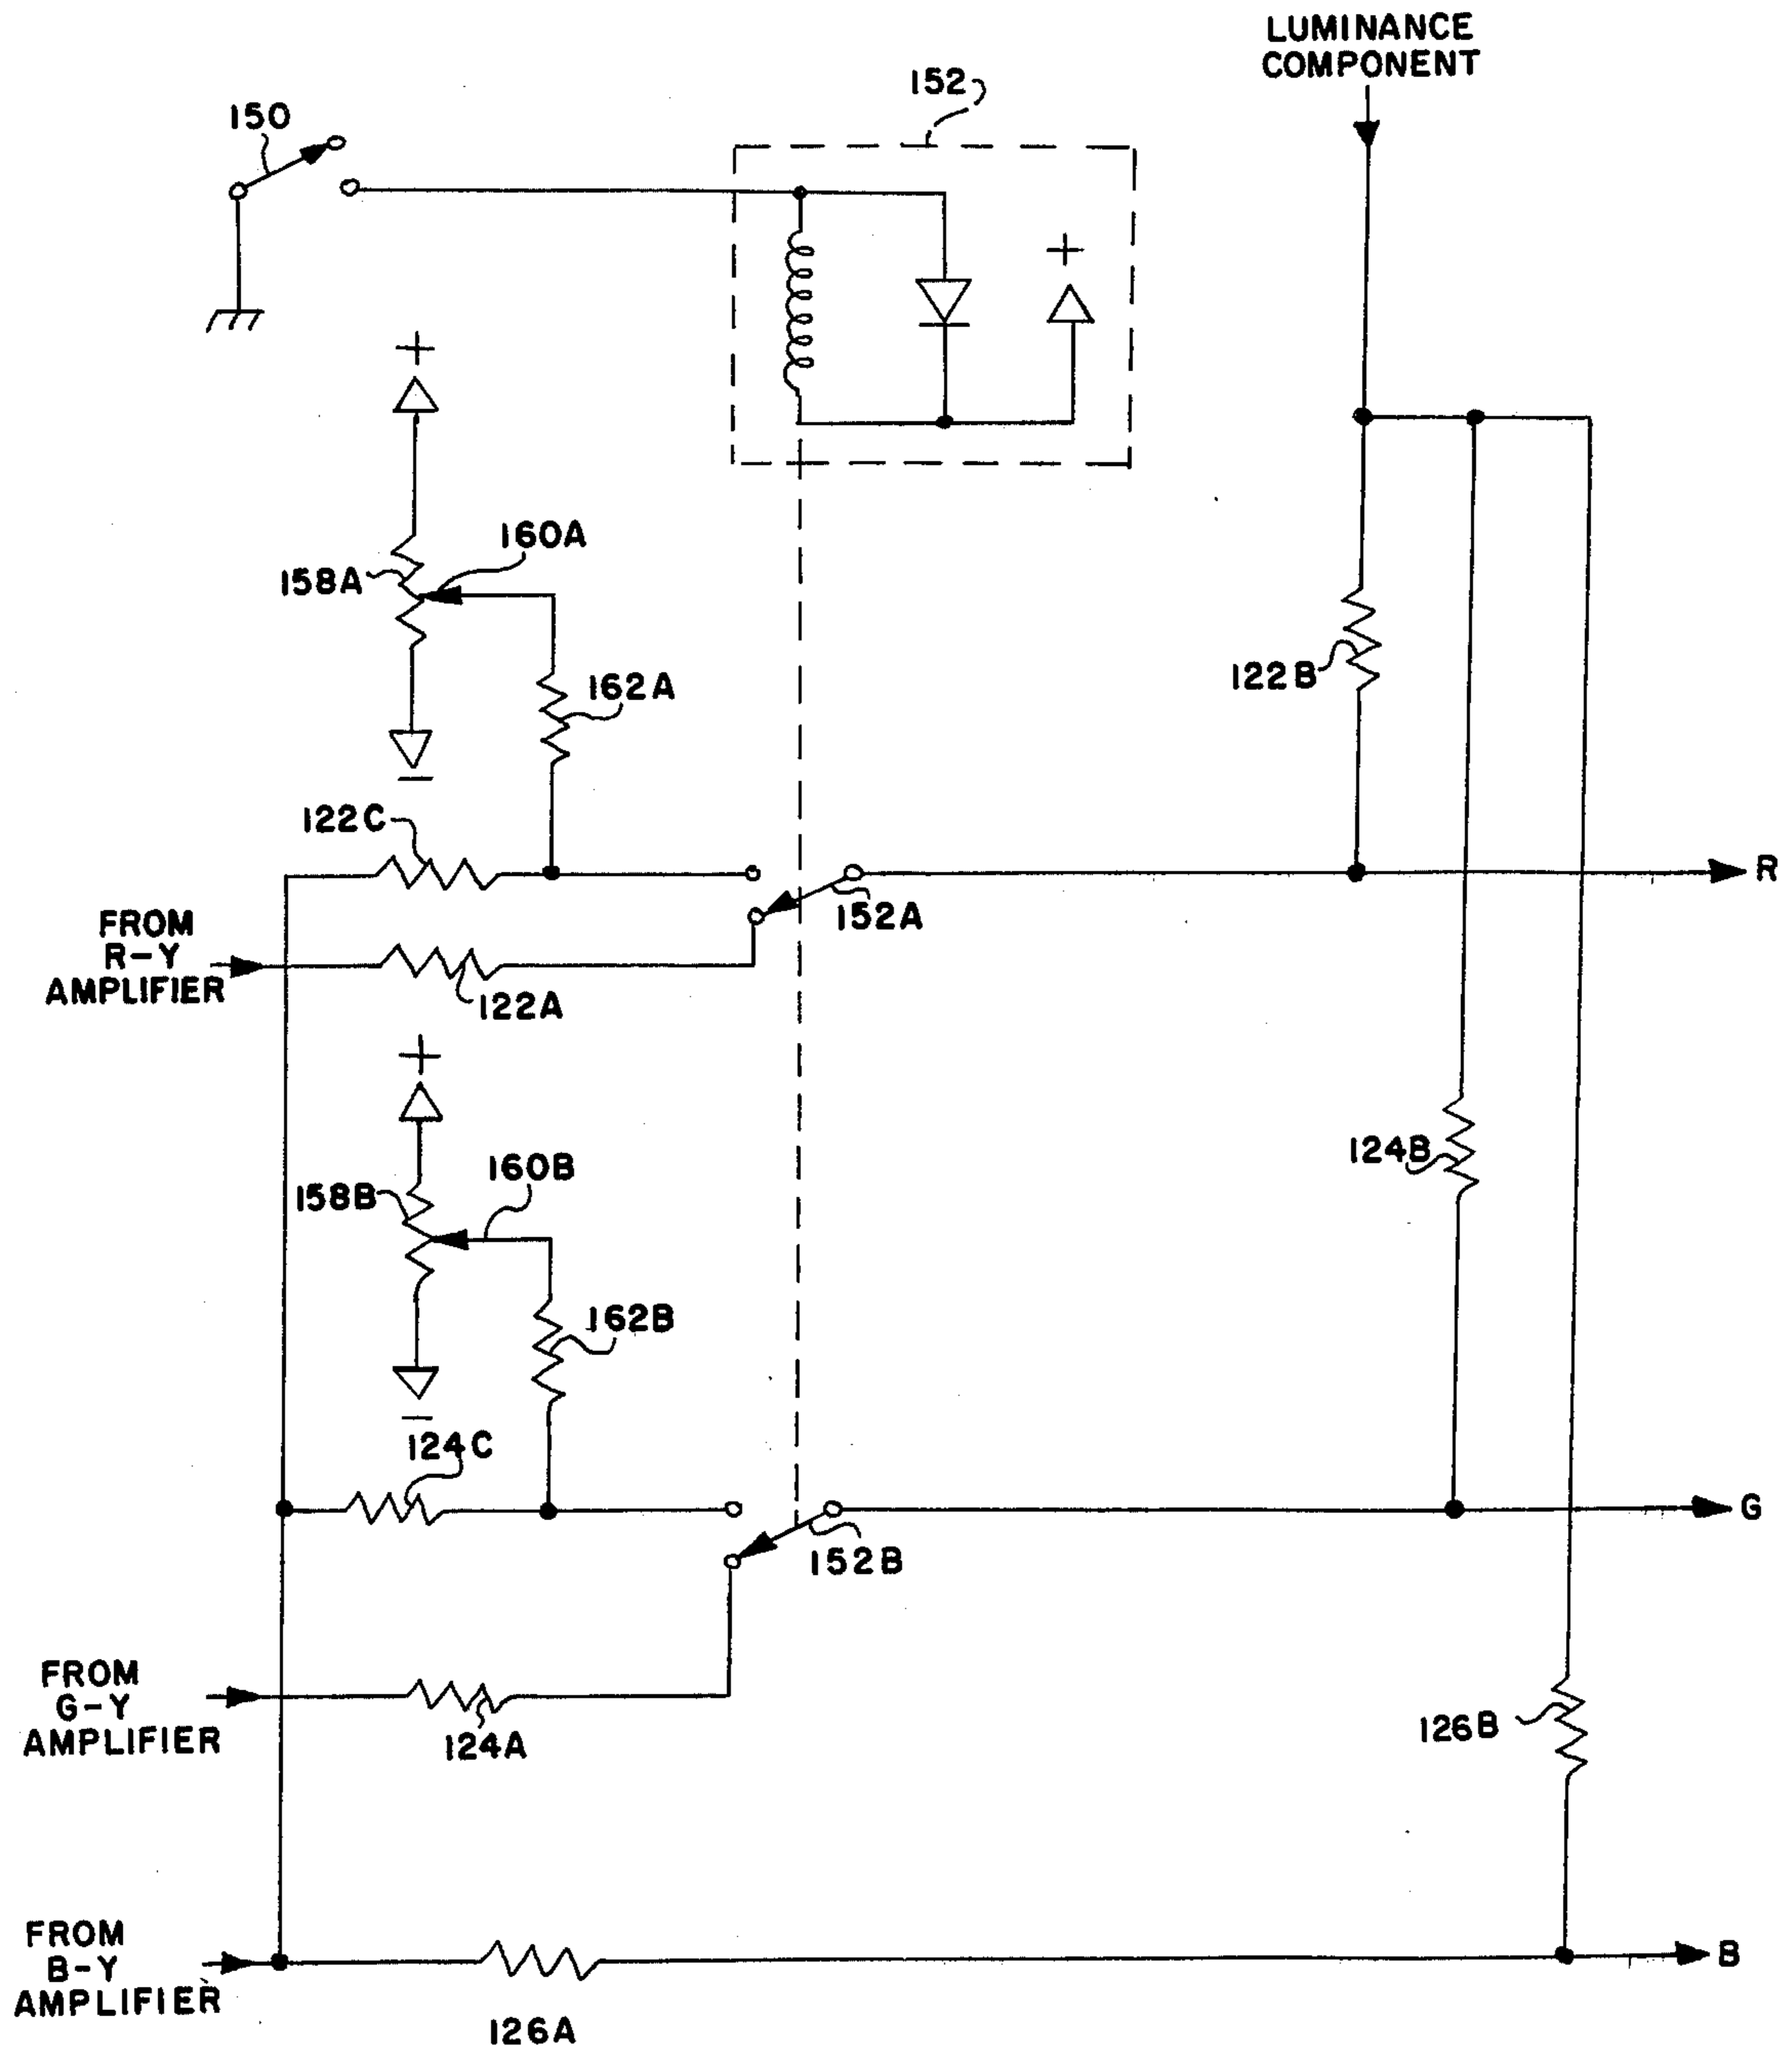 LUMINANCE
COMPONENT
152
150
+
+
160A
158A
162A
122B
122C
R
152A
FROM
R-Y
AMPLIFIER
122A
+
124B
160B
158B
162B
124C
G
152B
FROM
G-Y
AMPLIFIER
124A
126B
FROM
B-Y
AMPLIFIER
B
126A